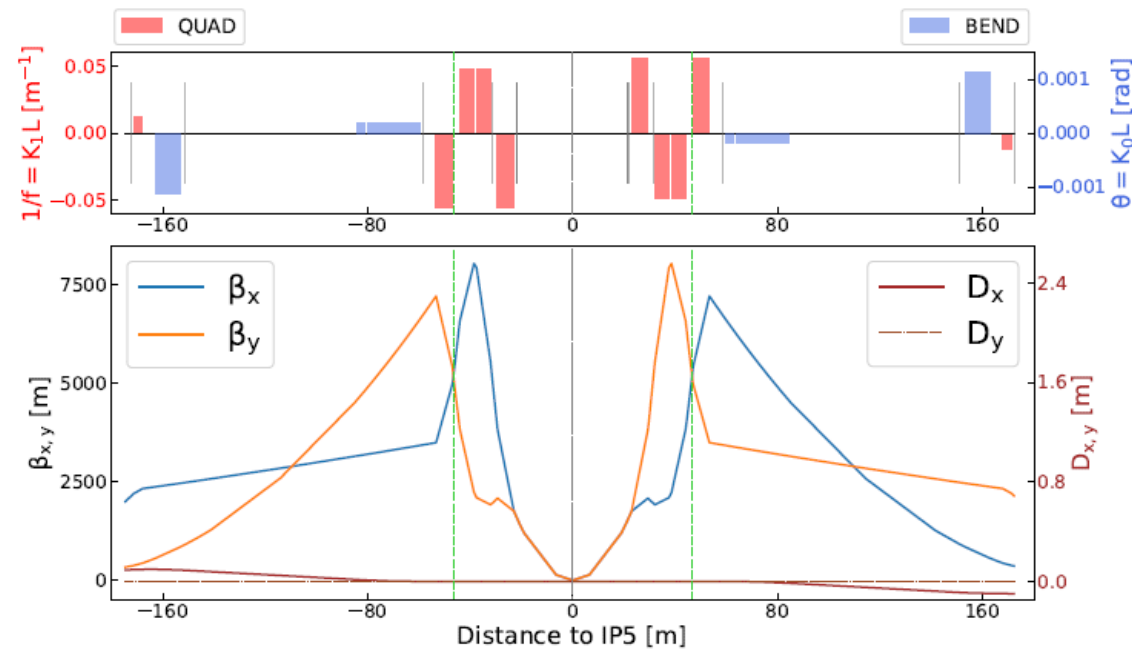 QUAD
BEND
1/f = K₁L [m⁻¹]
0.05
0.00
−0.05
0.001
0.000
−0.001
θ = K₀L [rad]
−160
−80
0
80
160
βₓ
βᵧ
Dₓ
Dᵧ
βₓ,ᵧ [m]
7500
5000
2500
0
2.4
1.6
0.8
0.0
Dₓ,ᵧ [m]
−160
−80
0
80
160
Distance to IP5 [m]